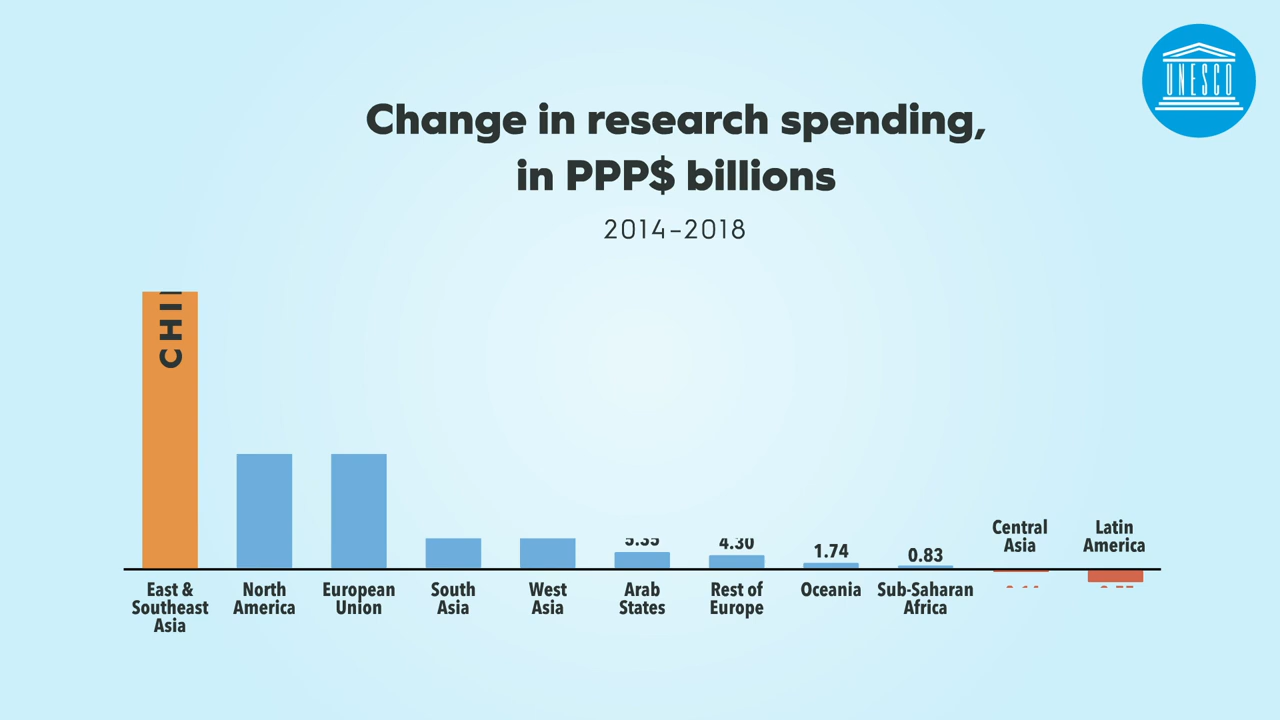 UNESCO
Change in research spending,
in PPP$ billions
2014–2018
CHI
4.30
1.74
0.83
Central
Asia
Latin
America
East &
Southeast
Asia
North
America
European
Union
South
Asia
West
Asia
Arab
States
Rest of
Europe
Oceania
Sub-Saharan
Africa